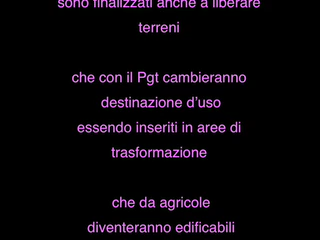 sono finalizzati anche a liberare
terreni
che con il Pgt cambieranno
destinazione d'uso
essendo inseriti in aree di
trasformazione
che da agricole
diventeranno edificabili